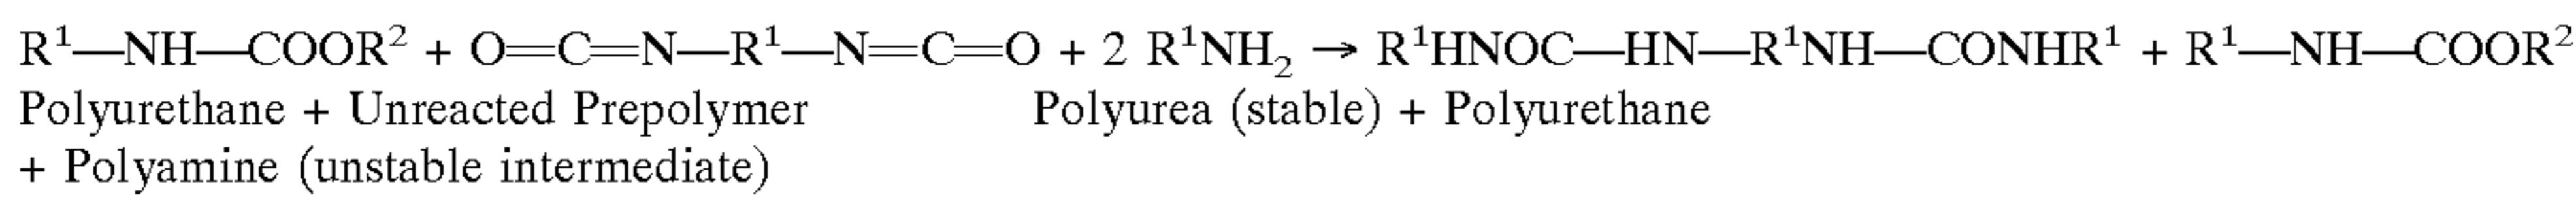 R¹—NH—COOR² + O=C=N—R¹—N=C=O + 2 R¹NH₂ → R¹HNOC—HN—R¹NH—CONHR¹ + R¹—NH—COOR²
Polyurethane + Unreacted Prepolymer Polyurea (stable) + Polyurethane
+ Polyamine (unstable intermediate)